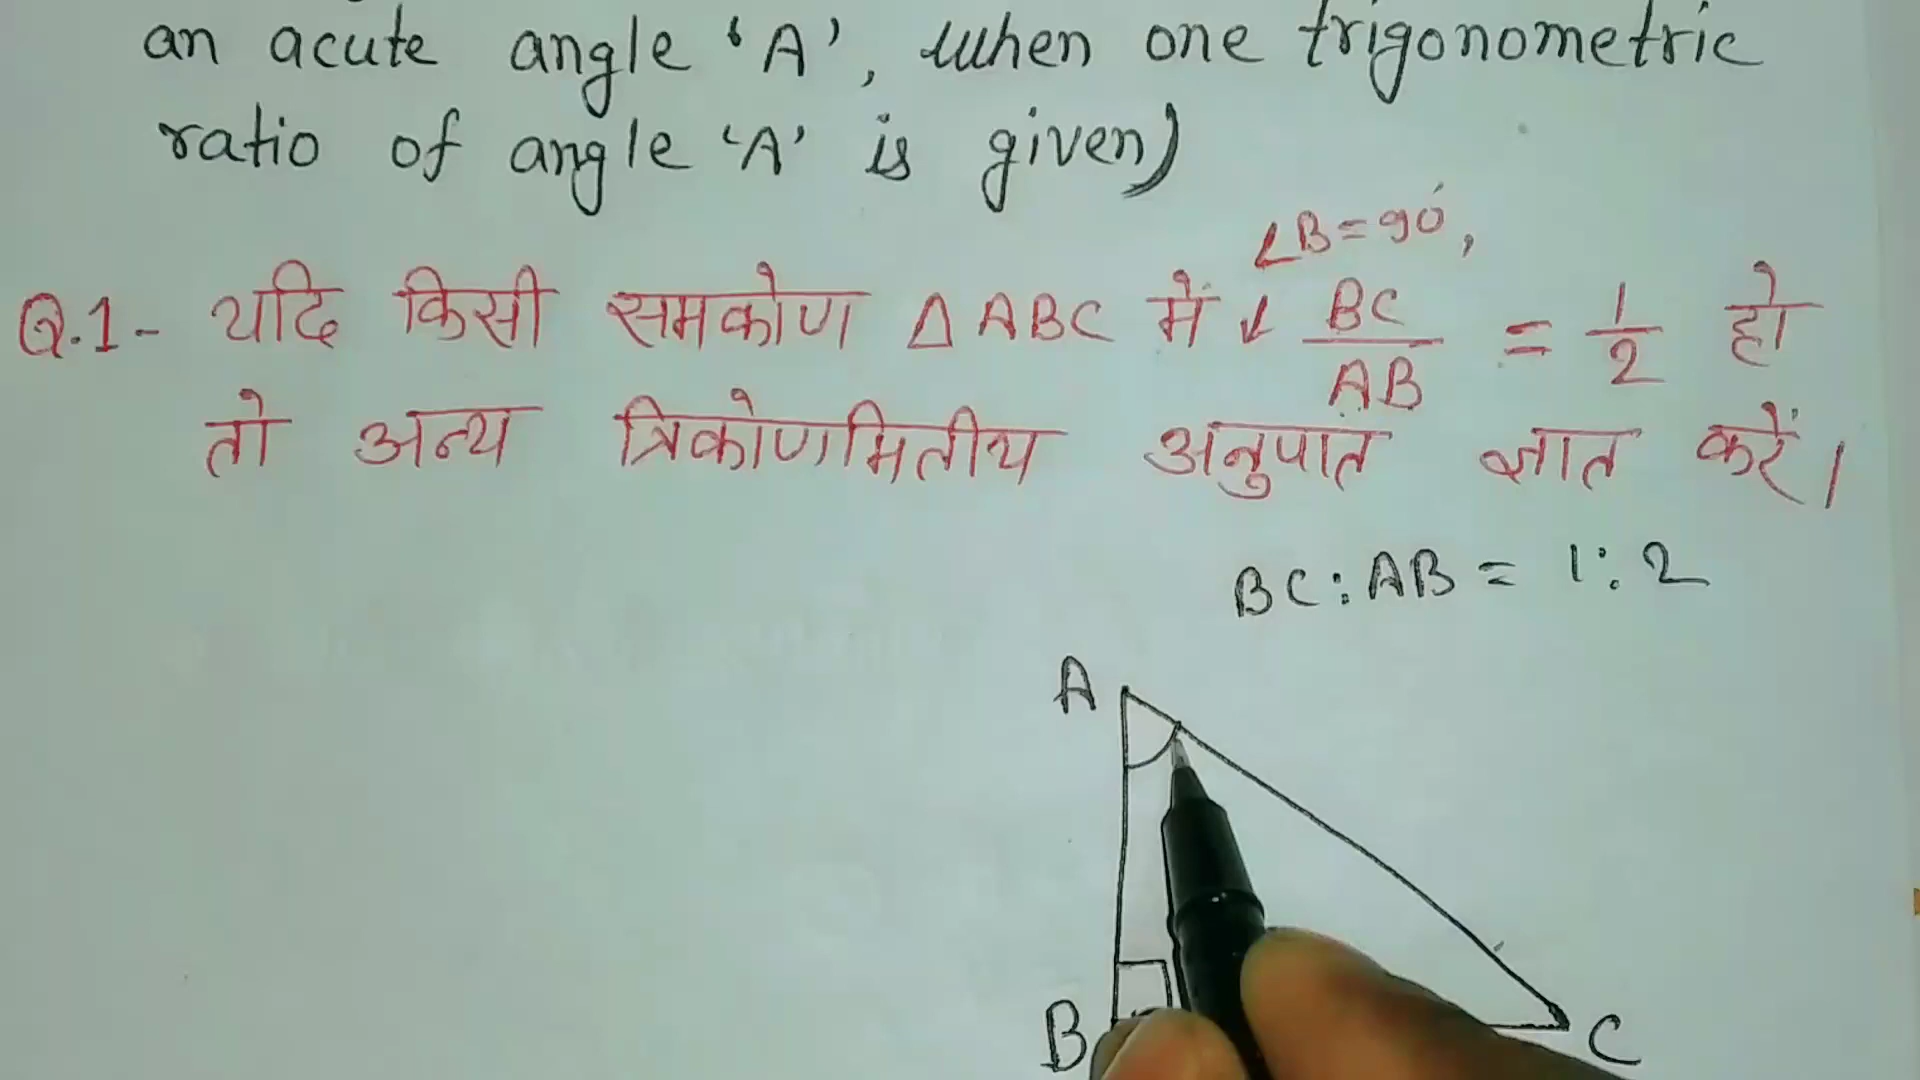 an acute angle 'A', when one trigonometric
ratio of angle 'A' is given)
∠B=90°,
Q.1- यदि किसी समकोण △ABC में ↓ BC/AB = 1/2 हो
तो अन्य त्रिकोणमितीय अनुपात ज्ञात करें।
BC:AB = 1:2
A
B
C